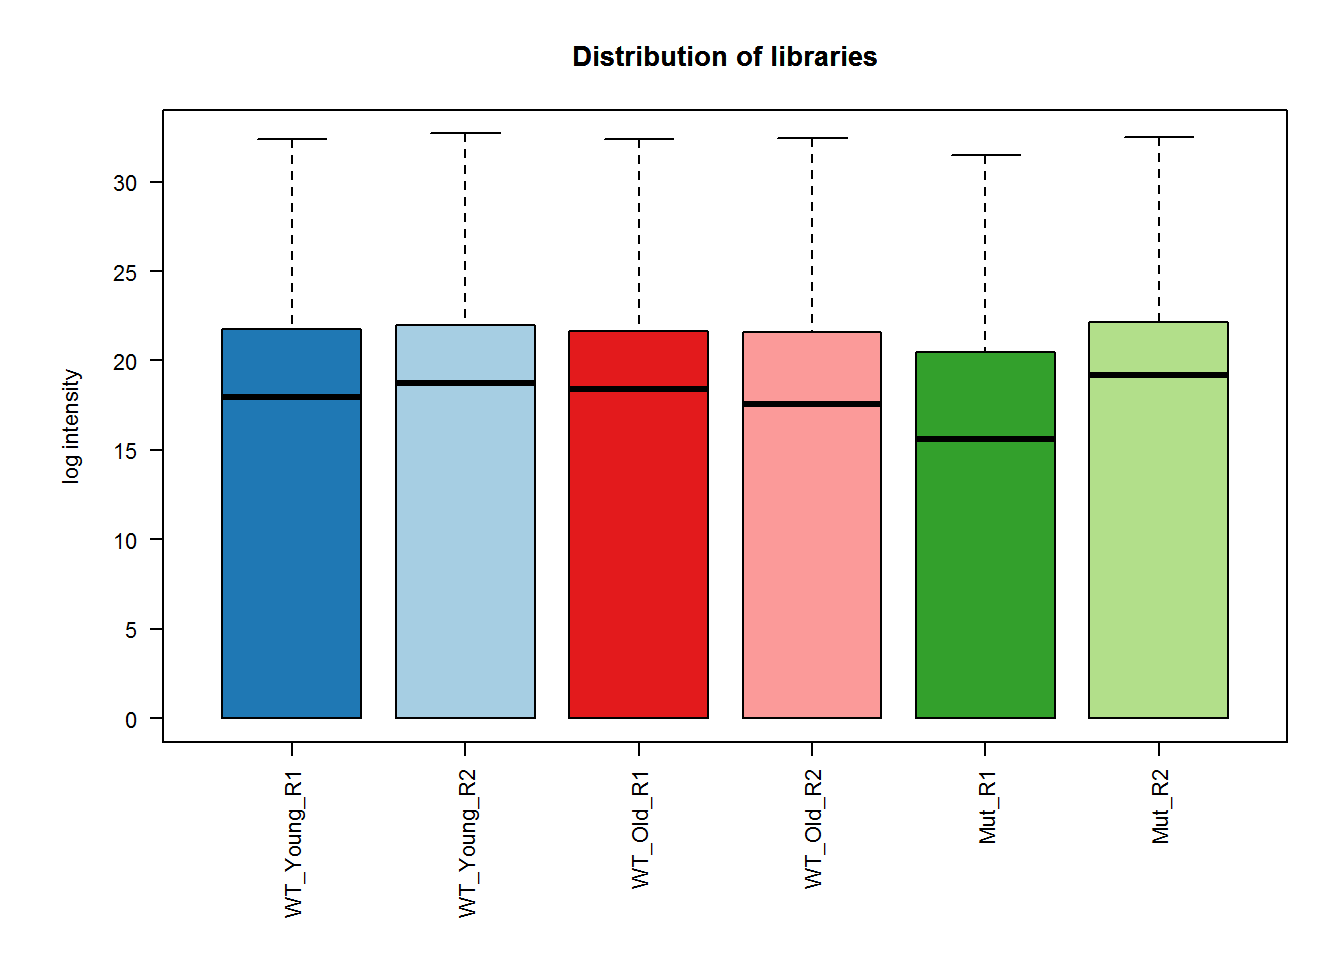 Distribution of libraries
log intensity
30
25
20
15
10
5
0
WT_Young_R1
WT_Young_R2
WT_Old_R1
WT_Old_R2
Mut_R1
Mut_R2